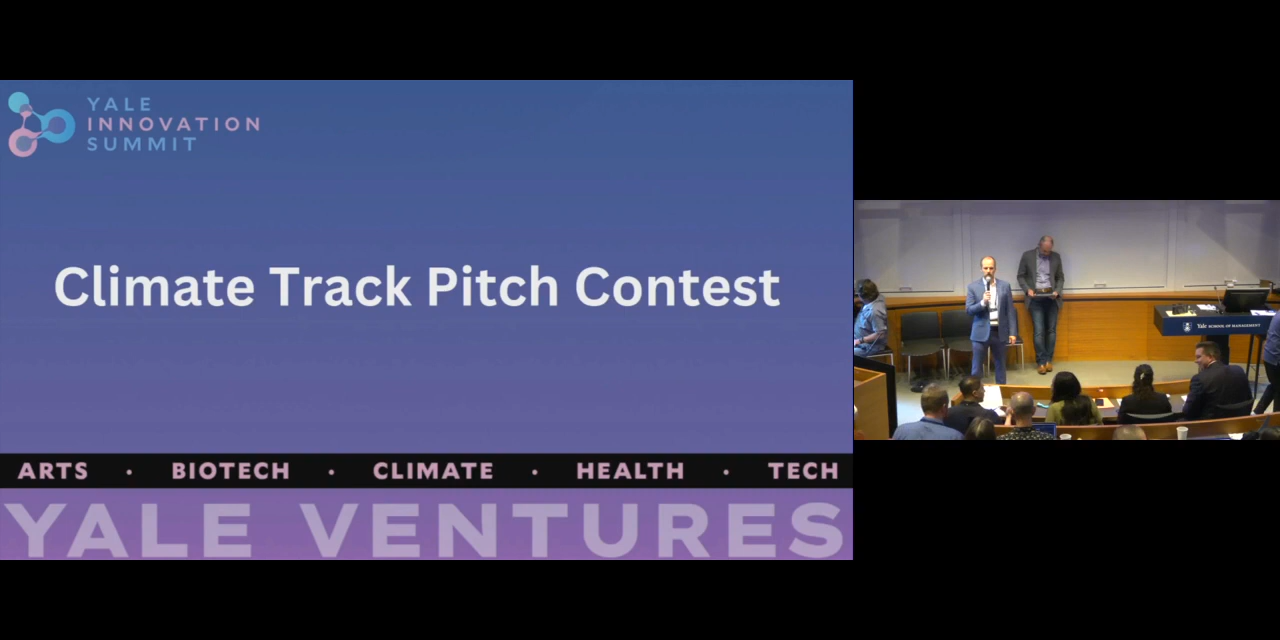 YALE
INNOVATION
SUMMIT
Climate Track Pitch Contest
ARTS · BIOTECH · CLIMATE · HEALTH · TECH
YALE VENTURES
Yale SCHOOL OF MANAGEMENT